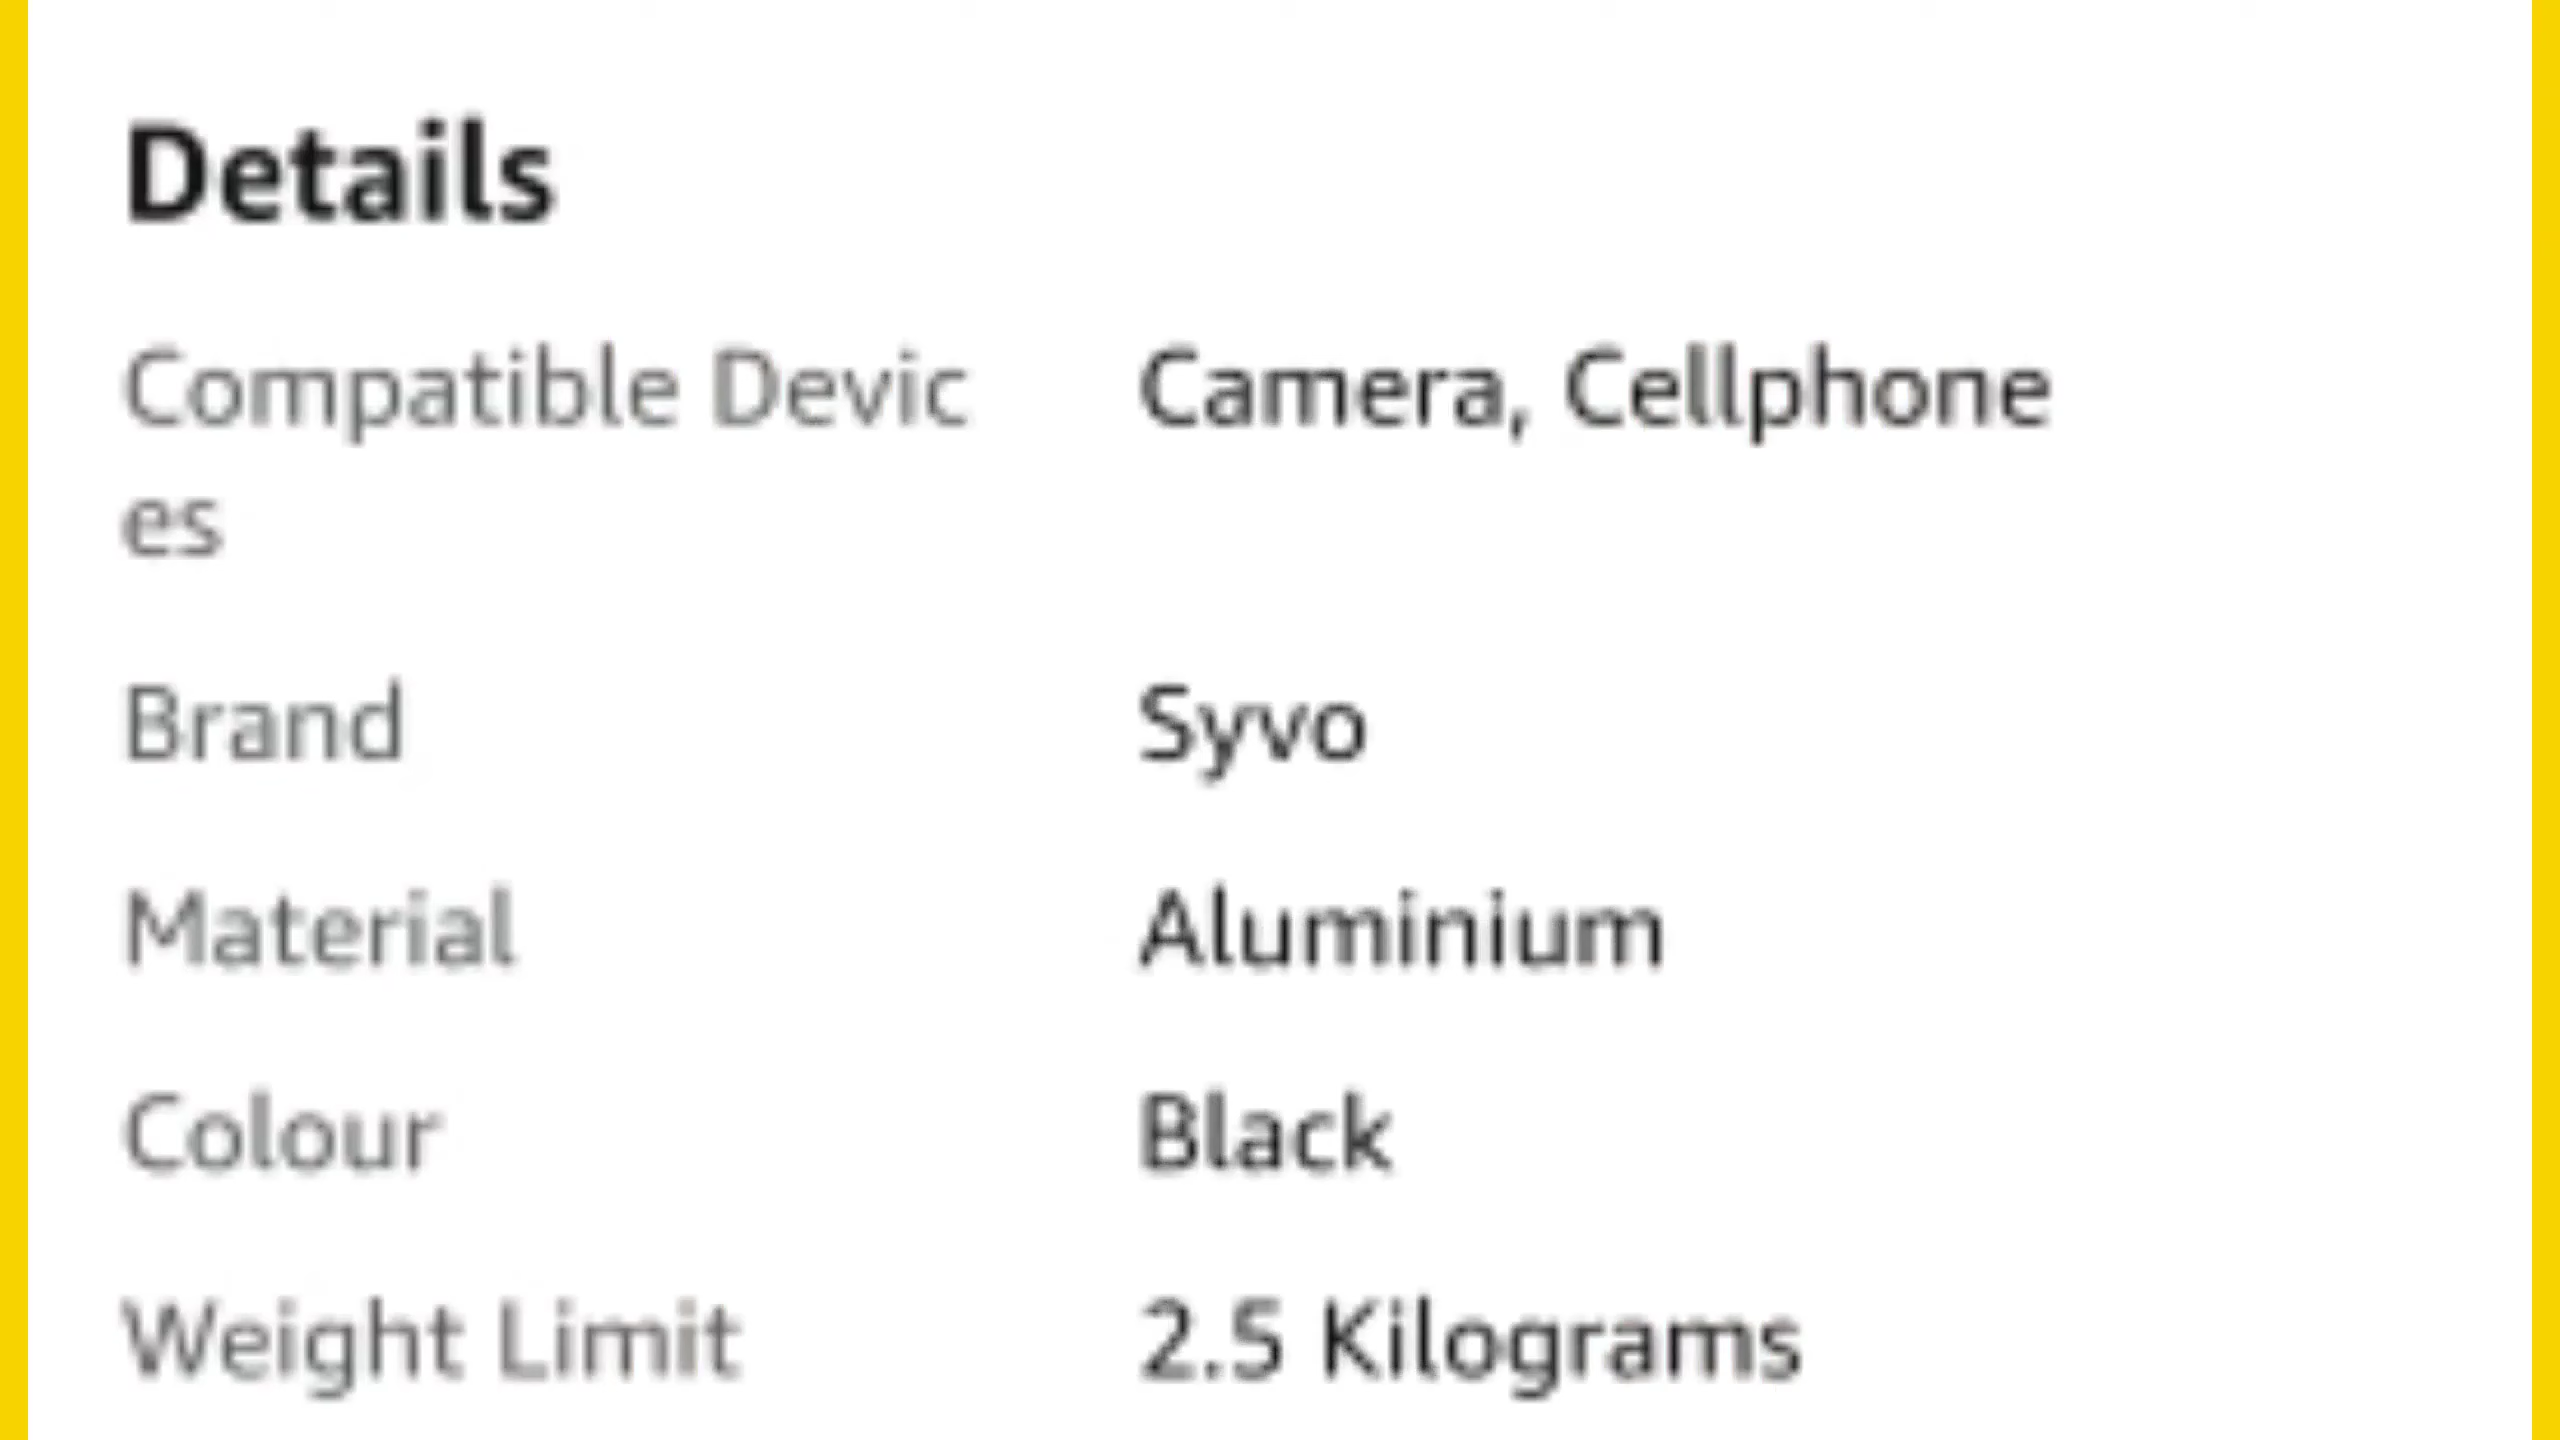 Details
Compatible Devic Camera, Cellphone
es
Brand Syvo
Material Aluminium
Colour Black
Weight Limit 2.5 Kilograms